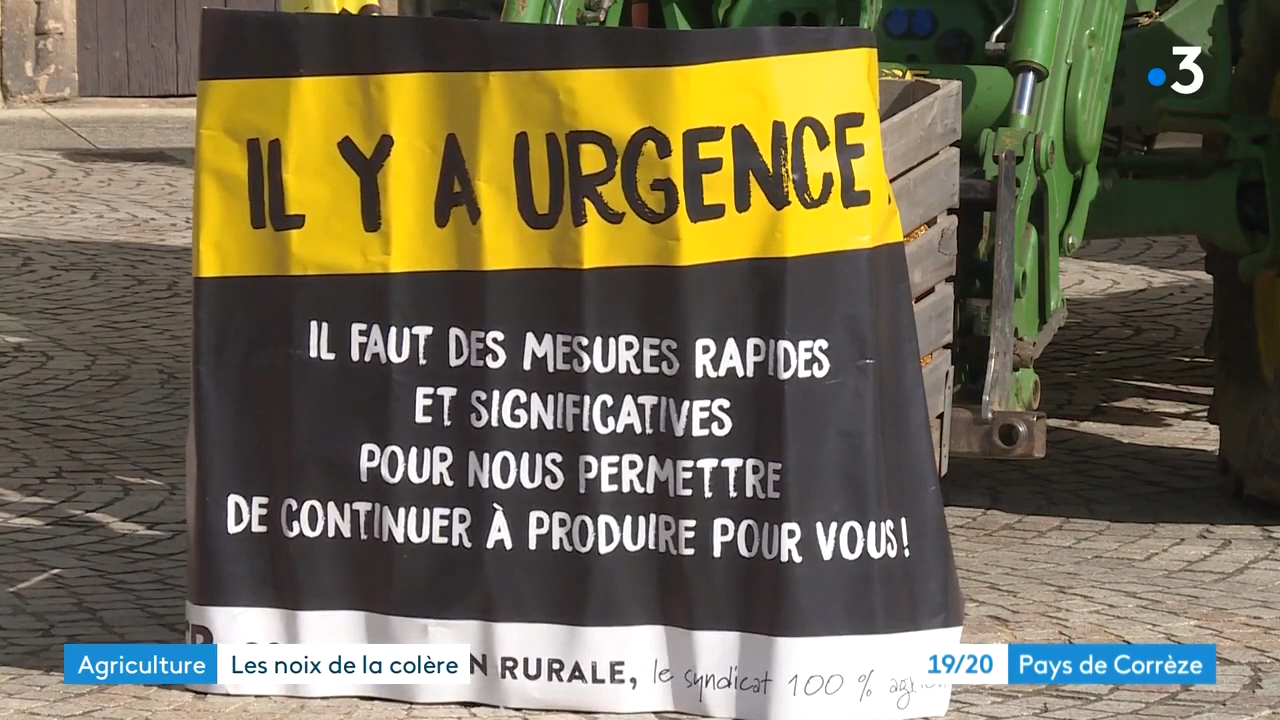 3
IL Y A URGENCE
IL FAUT DES MESURES RAPIDES
ET SIGNIFICATIVES
POUR NOUS PERMETTRE
DE CONTINUER À PRODUIRE POUR VOUS !
RURALE, le syndicat 100 %
Agriculture Les noix de la colère
19/20 Pays de Corrèze